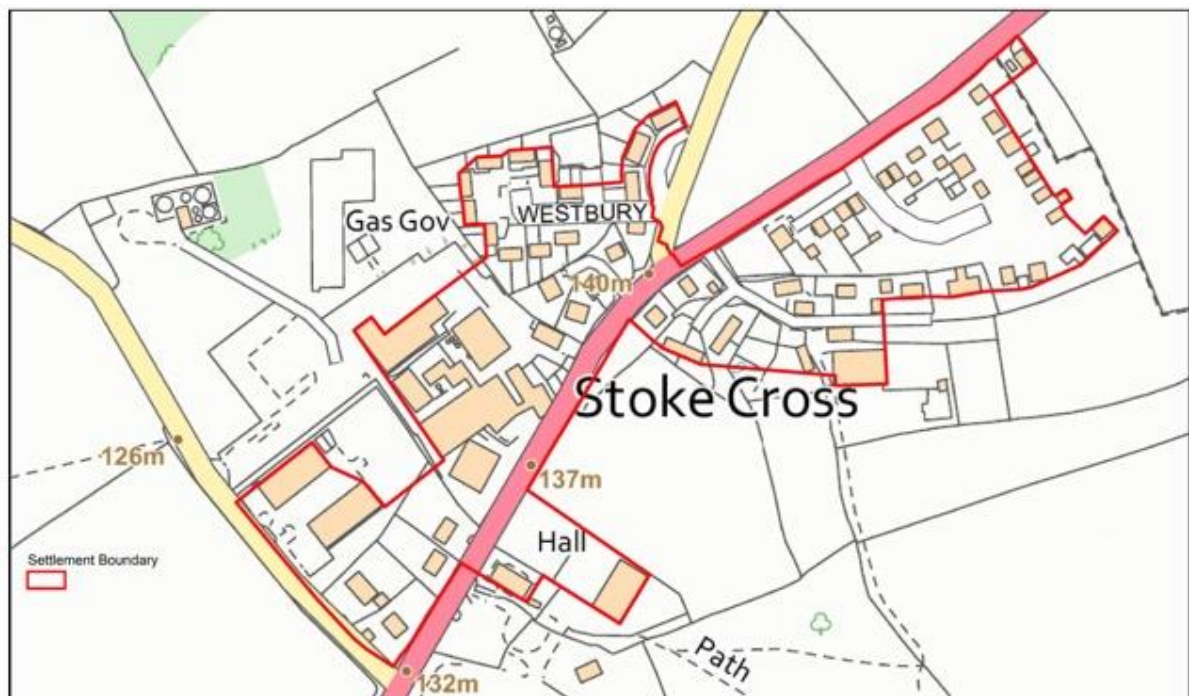 WESTBURY
Gas Gov
140m
Stoke Cross
126m
137m
Hall
Settlement Boundary
Path
132m